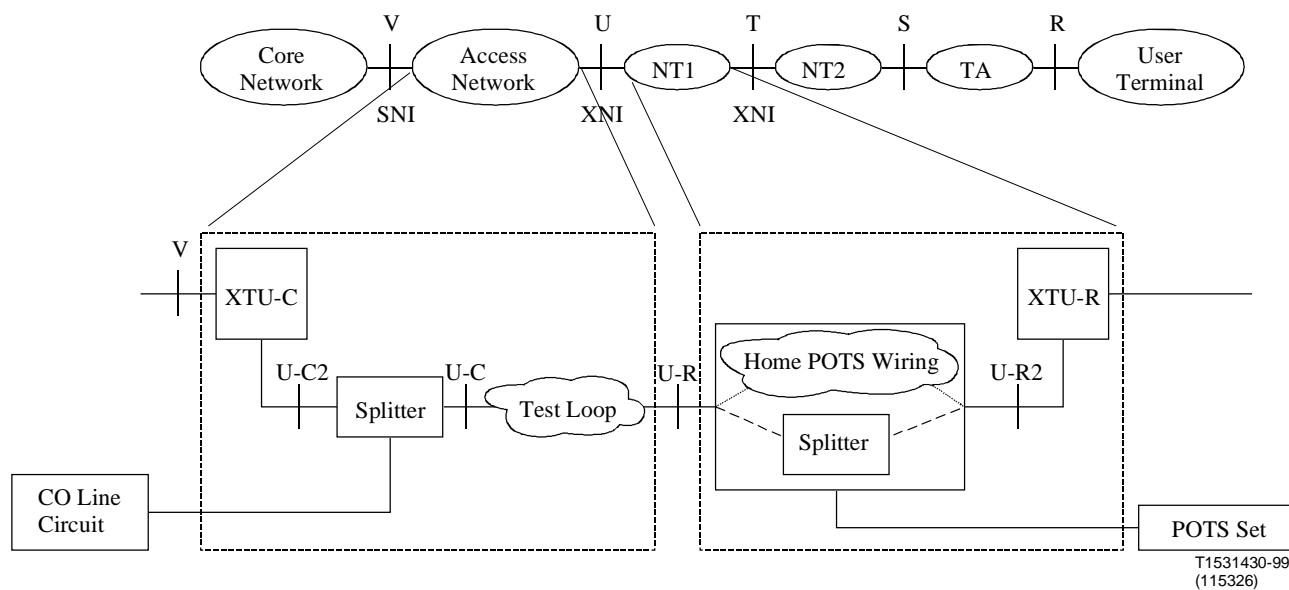 V
U
T
S
R
Core
Network
Access
Network
NT1
NT2
TA
User
Terminal
SNI
XNI
XNI
V
XTU-C
XTU-R
Home POTS Wiring
U-C2
U-C
U-R
U-R2
Splitter
Test Loop
Splitter
CO Line
Circuit
POTS Set
T1531430-99
(115326)